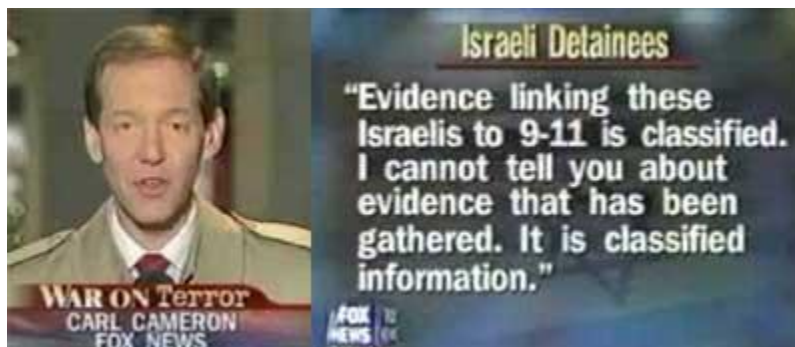 WAR ON Terror
CARL CAMERON
FOX NEWS
Israeli Detainees
“Evidence linking these
Israelis to 9-11 is classified.
I cannot tell you about
evidence that has been
gathered. It is classified
information.”
FOX
NEWS